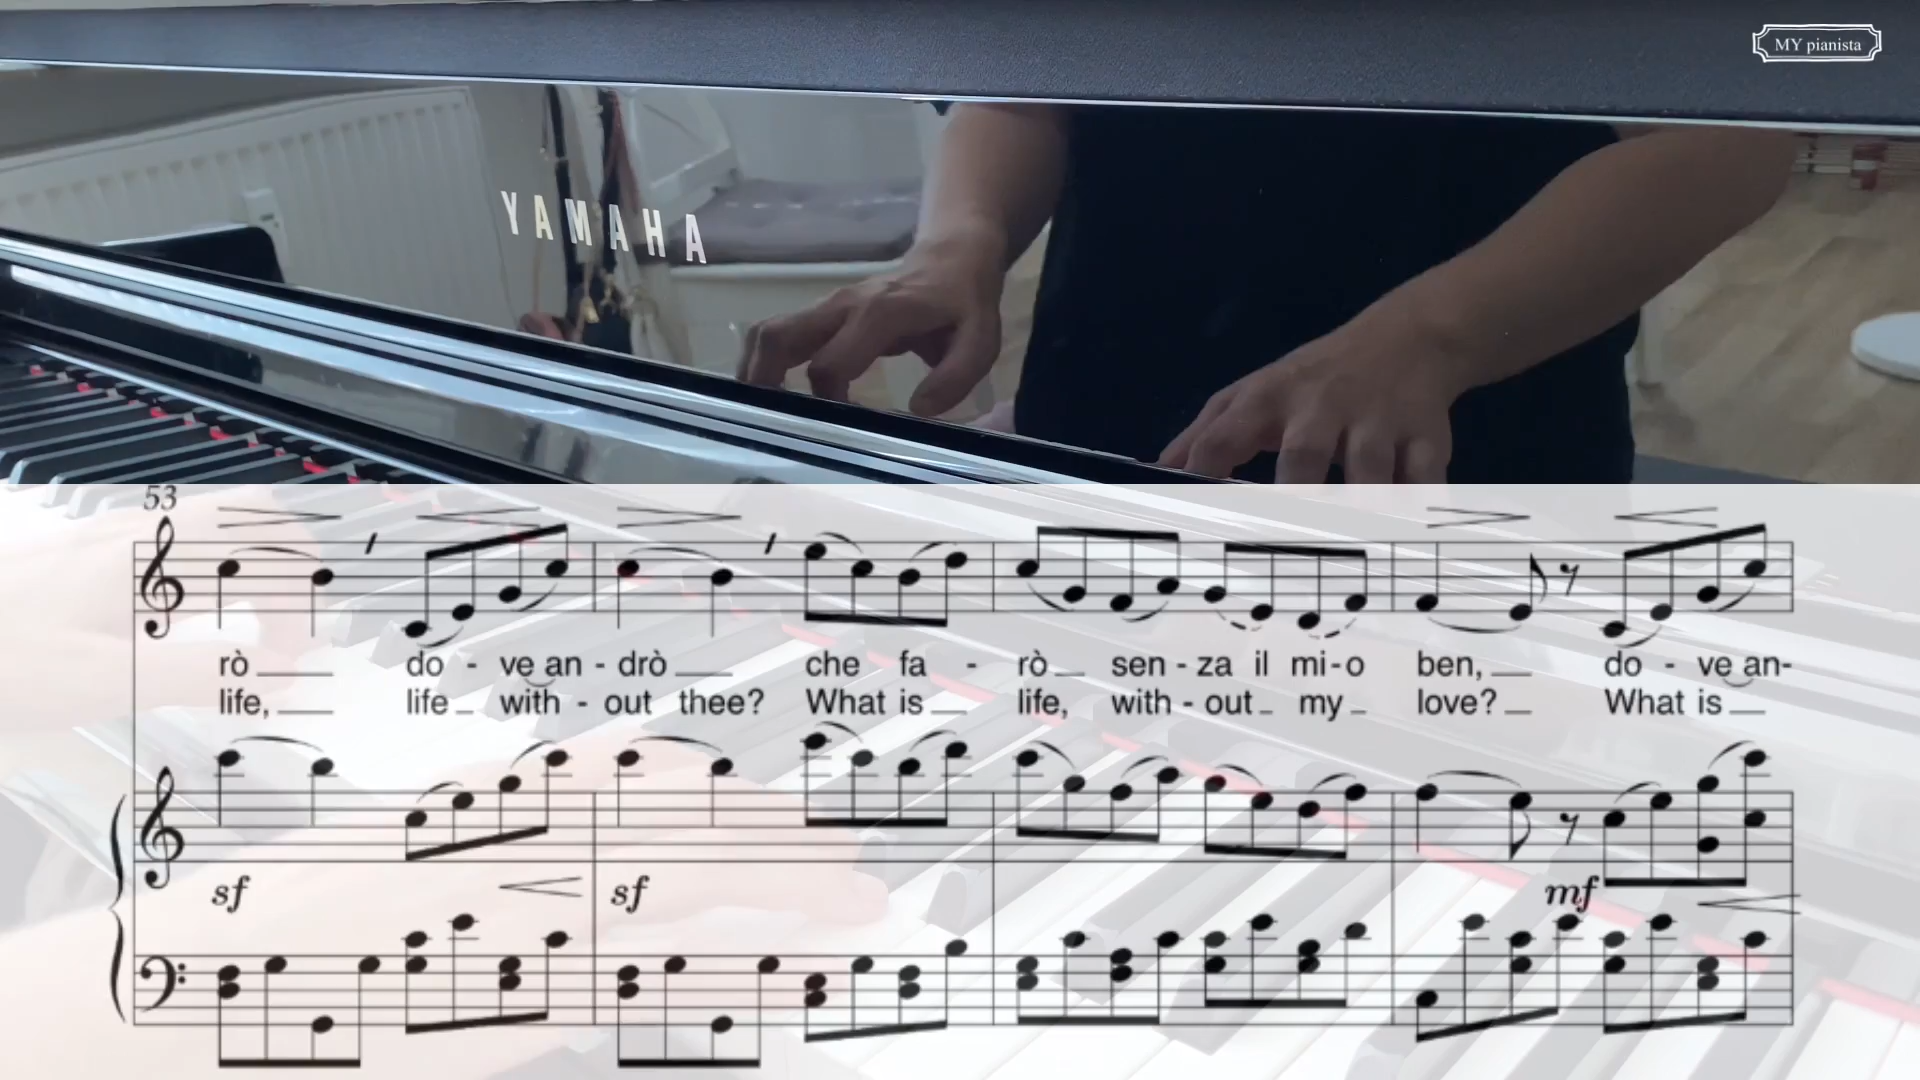 MY pianista
YAMAHA
53
rò do - ve an - drò che fa - rò sen - za il mi - o ben, do - ve an-
life, life with - out thee? What is life, with - out my love? What is
sf sf mf